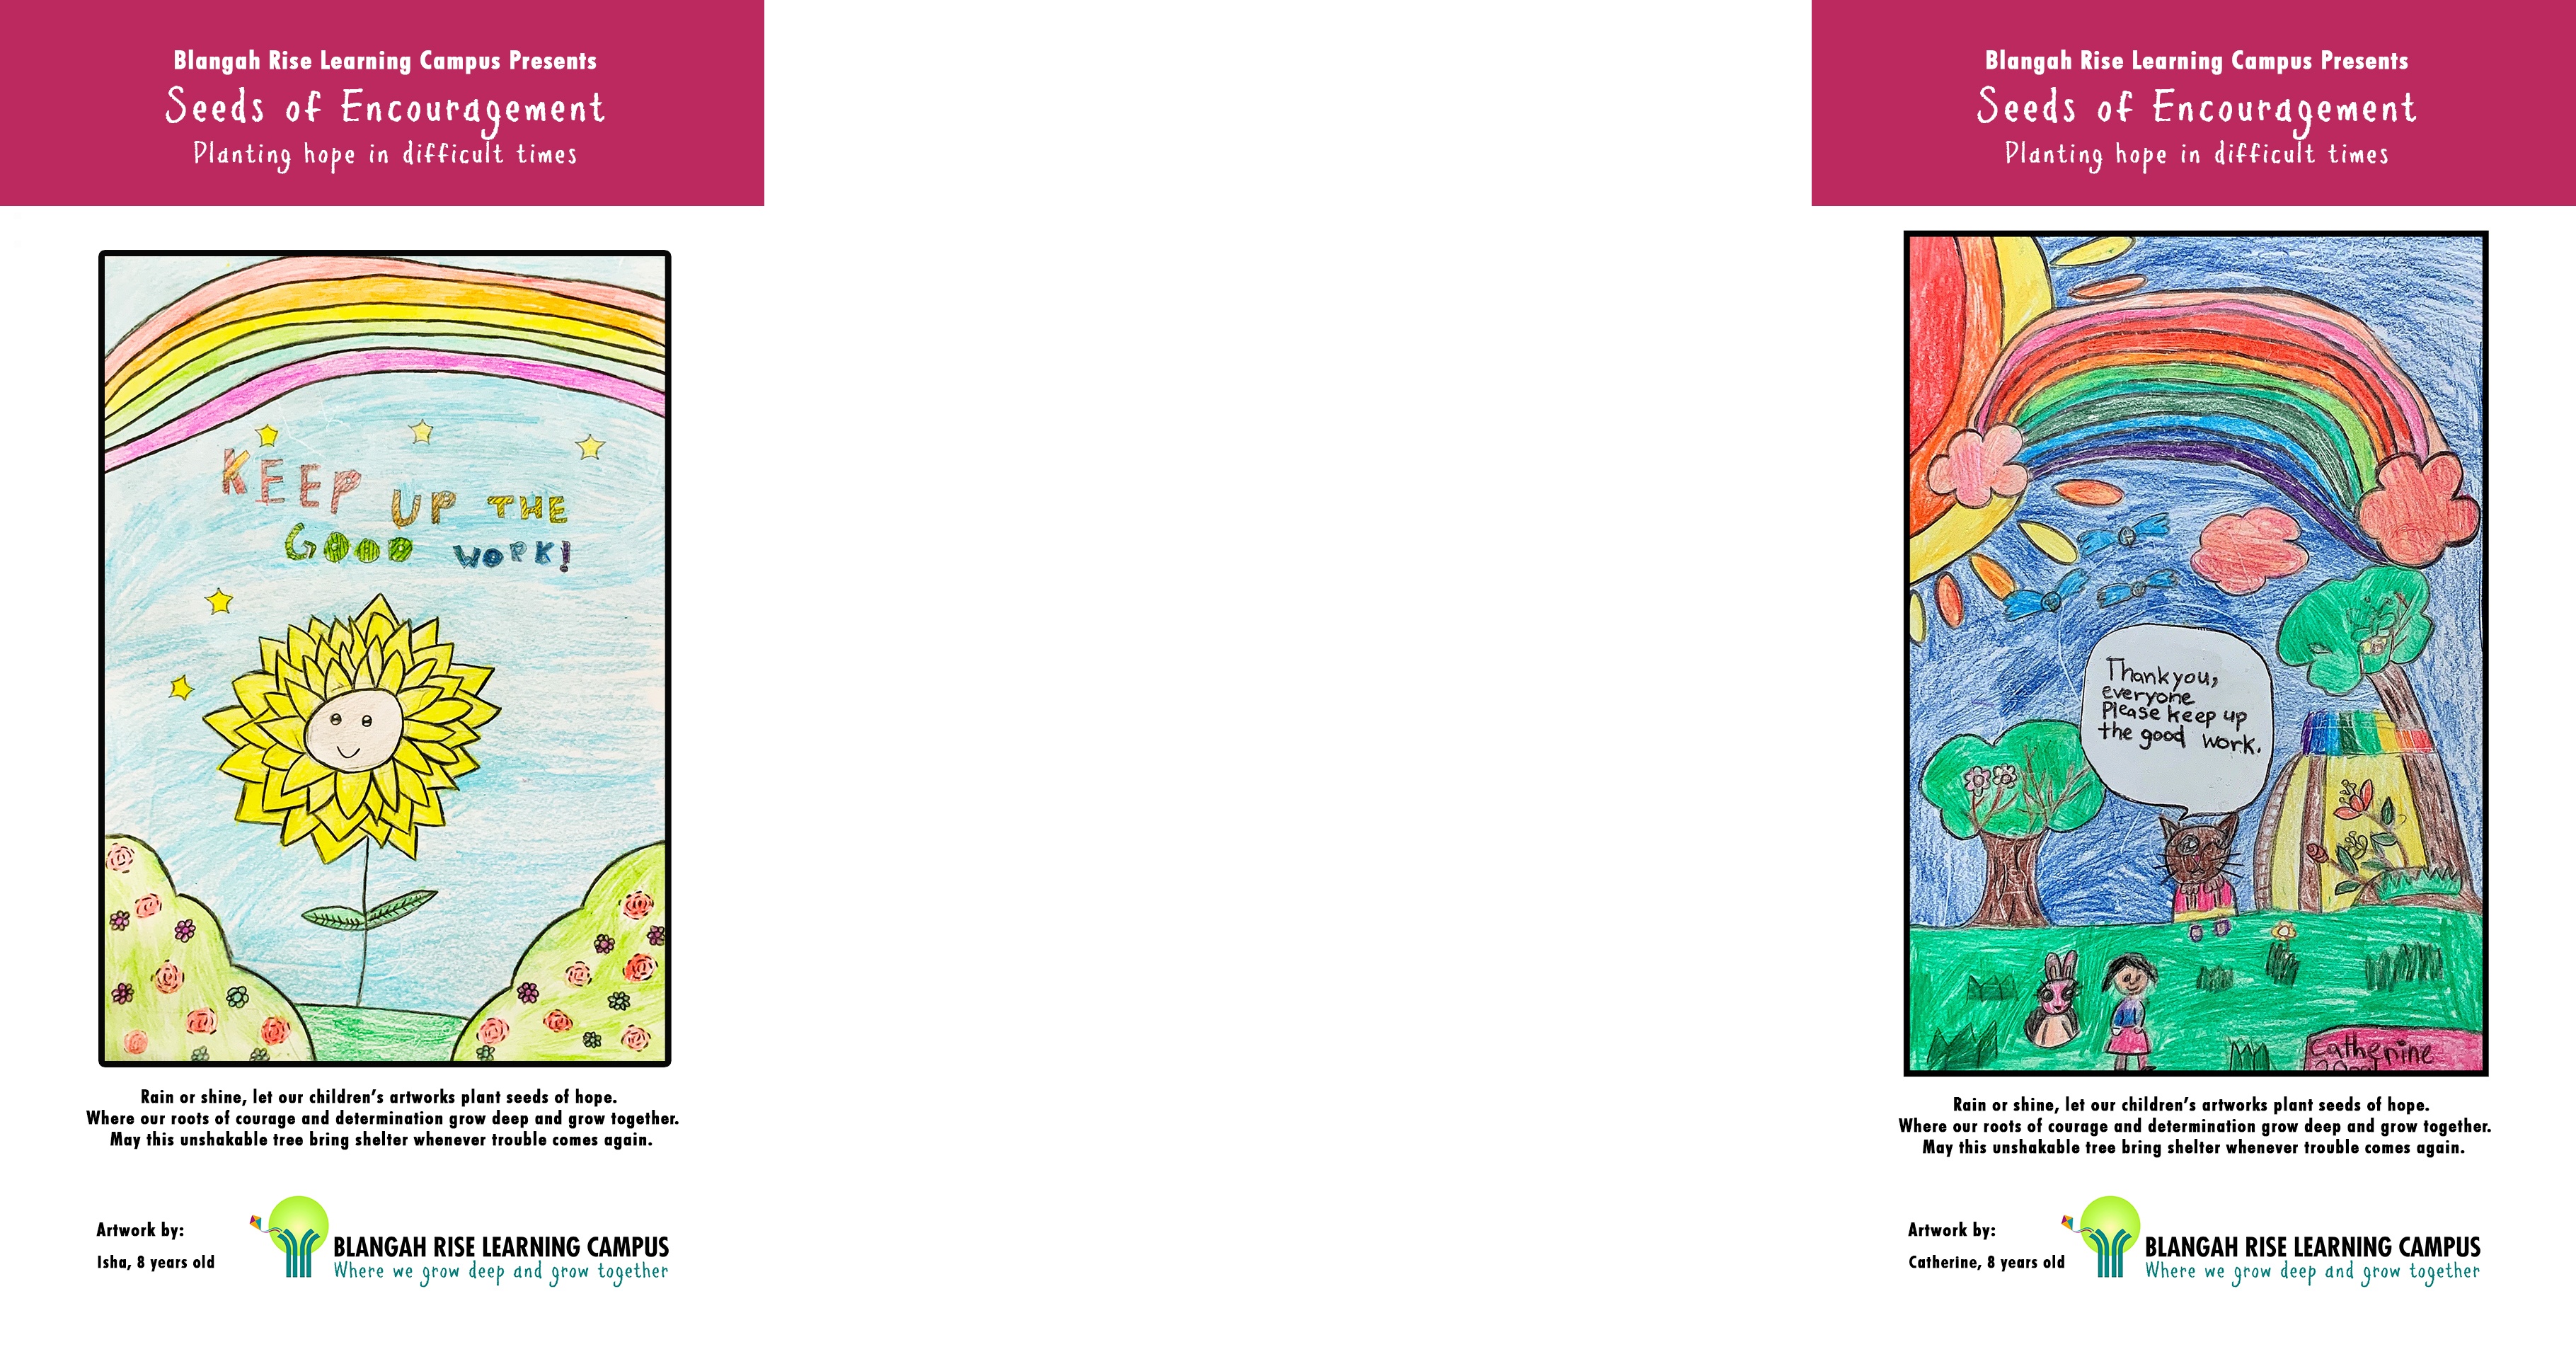 Blangah Rise Learning Campus Presents
Seeds of Encouragement
Planting hope in difficult times
KEEP UP THE
GOOD WORK!
Rain or shine, let our children's artworks plant seeds of hope.
Where our roots of courage and determination grow deep and grow together.
May this unshakable tree bring shelter whenever trouble comes again.
Artwork by:
Isha, 8 years old
BLANGAH RISE LEARNING CAMPUS
Where we grow deep and grow together
Blangah Rise Learning Campus Presents
Seeds of Encouragement
Planting hope in difficult times
Thank you,
everyone
Please keep up
the good work.
Catherine
Rain or shine, let our children's artworks plant seeds of hope.
Where our roots of courage and determination grow deep and grow together.
May this unshakable tree bring shelter whenever trouble comes again.
Artwork by:
Catherine, 8 years old
BLANGAH RISE LEARNING CAMPUS
Where we grow deep and grow together